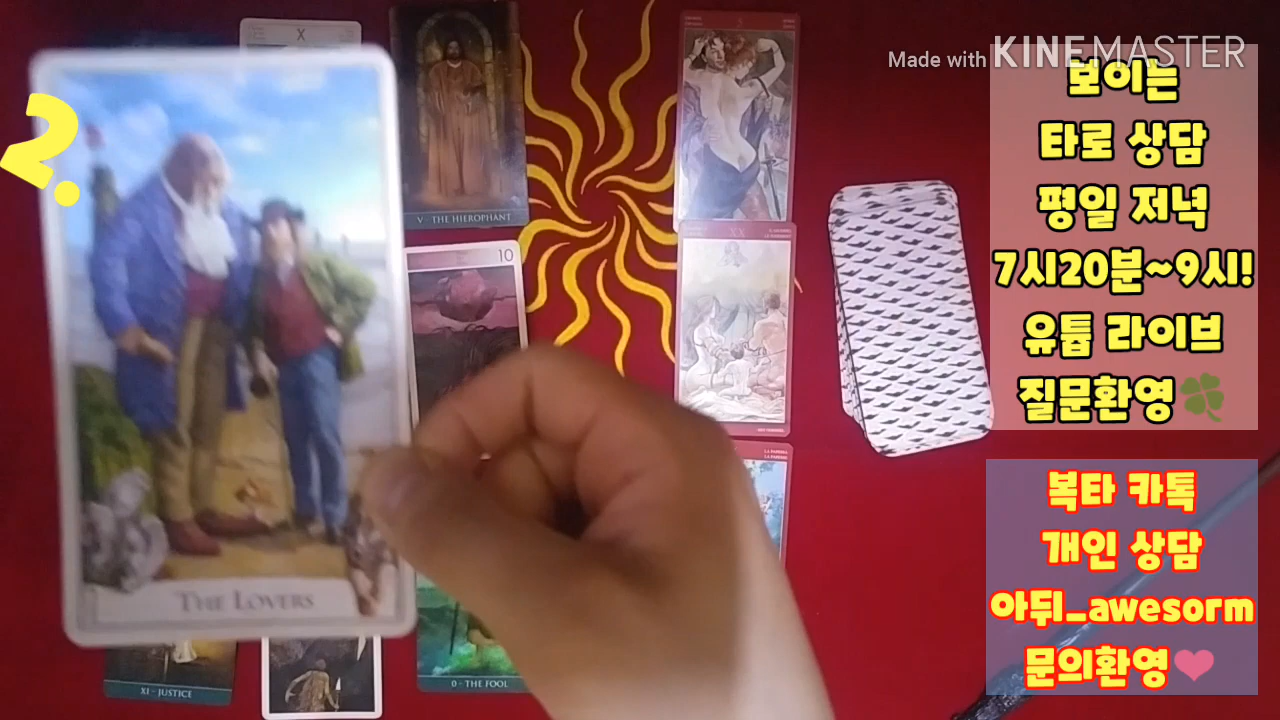 Made with KINEMASTER
보이는
타로 상담
평일 저녁
7시20분~9시!
유튭 라이브
질문환영🍀
복타 카톡
개인 상담
아뒤_awesorm
문의환영❤
2.
X
V - THE HIEROPHANT
10
XX
THE LOVERS
XI - JUSTICE
0 - THE FOOL